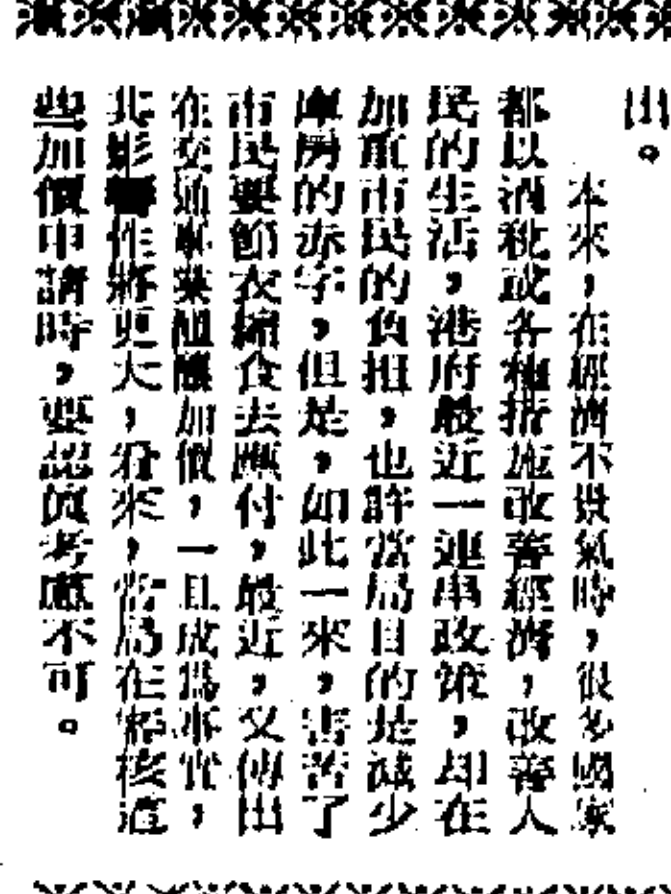 出。
本來，在經濟不景氣時，很多國家
都以酒稅或各種措施改善經濟，改善人
民的生活，港府最近一連串政策，却在
加重市民的負担，也許當局目的是減少
庫房的赤字，但是，如此一來，害苦了
市民要節衣縮食去應付，最近，又傳出
在交通事業醞釀加價，一旦成爲事實，
其影響性將更大，看來，當局在審核這
些加價申請時，要認真考慮不可。